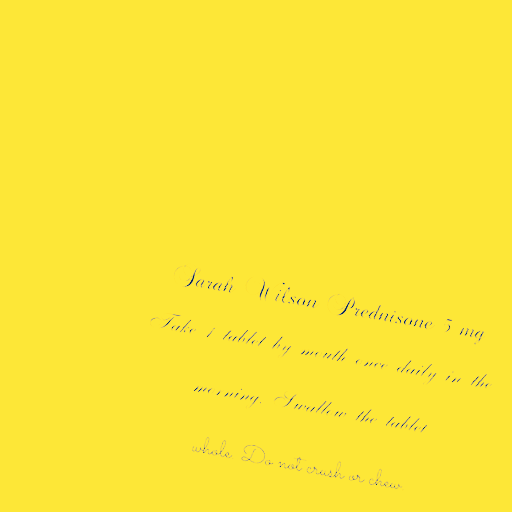 Sarah Wilson Prednisone 5 mg
Take 1 tablet by mouth once daily in the
morning. Swallow the tablet
whole Do not crush or chew